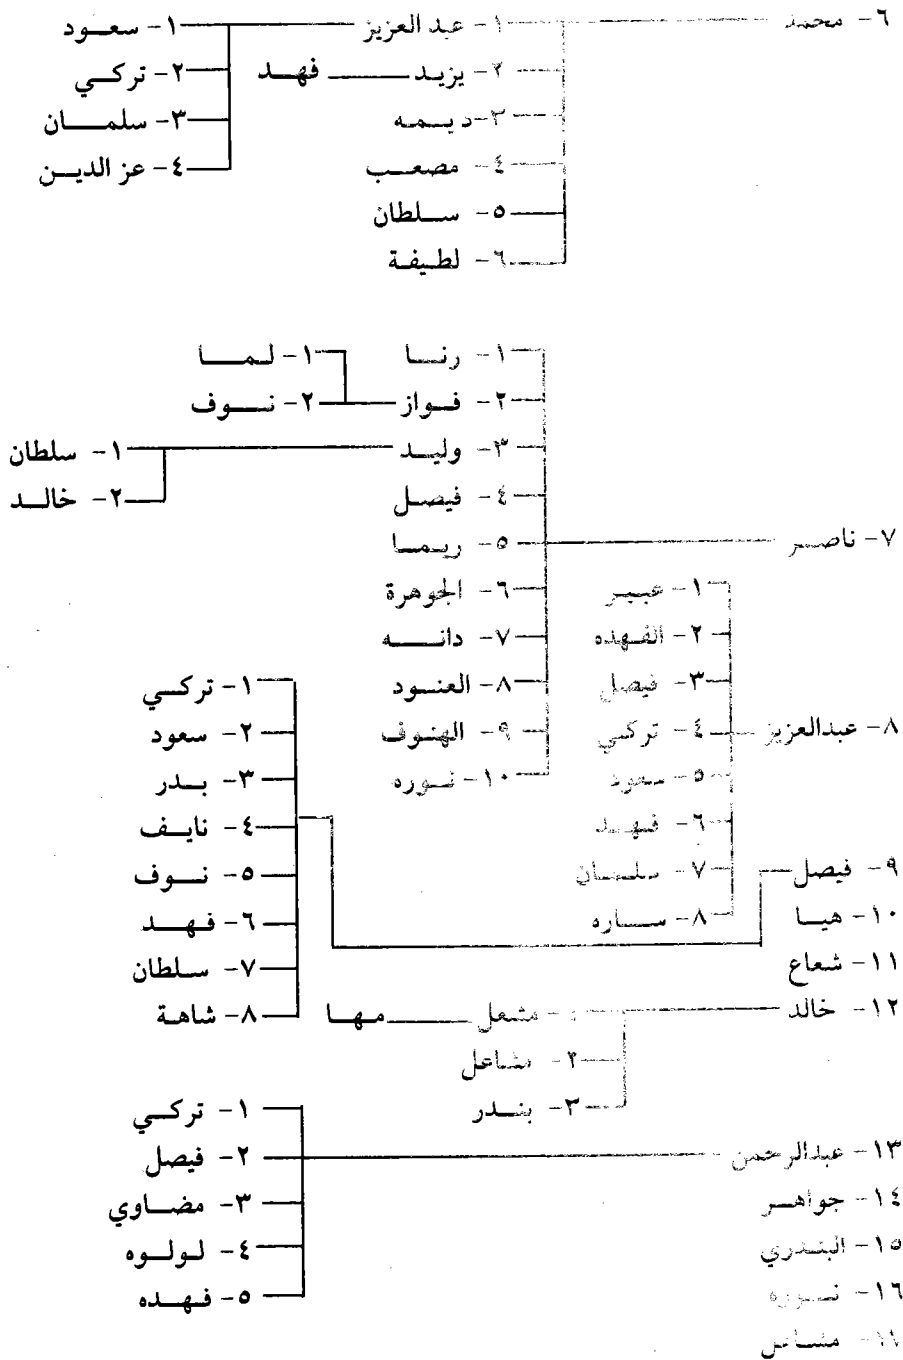 ٦- محمد ١- عبد العزيز ١- سعود
٢- يزيد فهد ٢- تركي
٣- ديمه ٣- سلمان
٤- مصعب ٤- عز الدين
٥- سلطان
٦- لطيفة
١- رنا ١- لما
٢- فواز ٢- نوف
٣- وليد ١- سلطان
٤- فيصل ٢- خالد
٧- ناصر ٥- ريما
١- عبير ٦- الجوهرة
٢- الفهده ٧- دانه
٣- فيصل ٨- العنود ١- تركي
٨- عبدالعزيز ٤- تركي ٩- الهنوف ٢- سعود
٥- سعود ١٠- نوره ٣- بدر
٦- فهد ٤- نايف
٩- فيصل ٧- سلمان ٥- نوف
١٠- هيا ٨- ساره ٦- فهد
١١- شعاع ٧- سلطان
١٢- خالد - مشعل مها ٨- شاهة
٢- مشاعل
٣- بندر ١- تركي
١٣- عبدالرحمن ٢- فيصل
١٤- جواهر ٣- مضاوي
١٥- البندري ٤- لولوه
١٦- نوره ٥- فهده